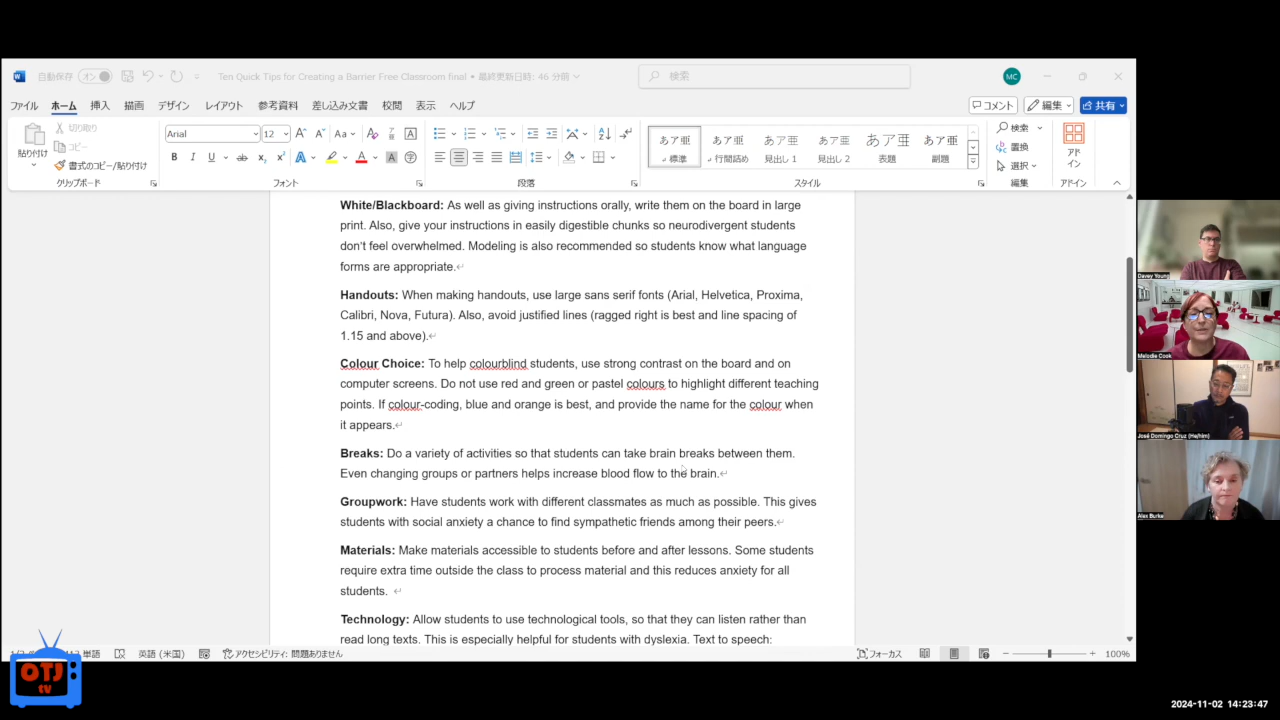 自動保存 オン
Ten Quick Tips for Creating a Barrier Free Classroom final • 最終更新日時: 46 分前
検索
MC
ファイル ホーム 挿入 描画 デザイン レイアウト 参考資料 差し込み文書 校閲 表示 ヘルプ
コメント 編集 共有
貼り付け
切り取り
コピー
書式のコピー/貼り付け
クリップボード
Arial 12
フォント
段落
あア亜 あア亜 あア亜 あア亜 あア亜 あア亜
標準 行間詰め 見出し 1 見出し 2 表題 副題
スタイル
検索
置換
選択
編集
アド
イン
アドイン
White/Blackboard: As well as giving instructions orally, write them on the board in large
print. Also, give your instructions in easily digestible chunks so neurodivergent students
don't feel overwhelmed. Modeling is also recommended so students know what language
forms are appropriate.
Handouts: When making handouts, use large sans serif fonts (Arial, Helvetica, Proxima,
Calibri, Nova, Futura). Also, avoid justified lines (ragged right is best and line spacing of
1.15 and above).
Colour Choice: To help colourblind students, use strong contrast on the board and on
computer screens. Do not use red and green or pastel colours to highlight different teaching
points. If colour-coding, blue and orange is best, and provide the name for the colour when
it appears.
Breaks: Do a variety of activities so that students can take brain breaks between them.
Even changing groups or partners helps increase blood flow to the brain.
Groupwork: Have students work with different classmates as much as possible. This gives
students with social anxiety a chance to find sympathetic friends among their peers.
Materials: Make materials accessible to students before and after lessons. Some students
require extra time outside the class to process material and this reduces anxiety for all
students.
Technology: Allow students to use technological tools, so that they can listen rather than
read long texts. This is especially helpful for students with dyslexia. Text to speech:
単語 英語 (米国) アクセシビリティ: 問題ありません
フォーカス 100%
Davey Young
Melodie Cook
José Domingo Cruz (He/him)
Alex Burke
OTJ
tv
2024-11-02 14:23:47